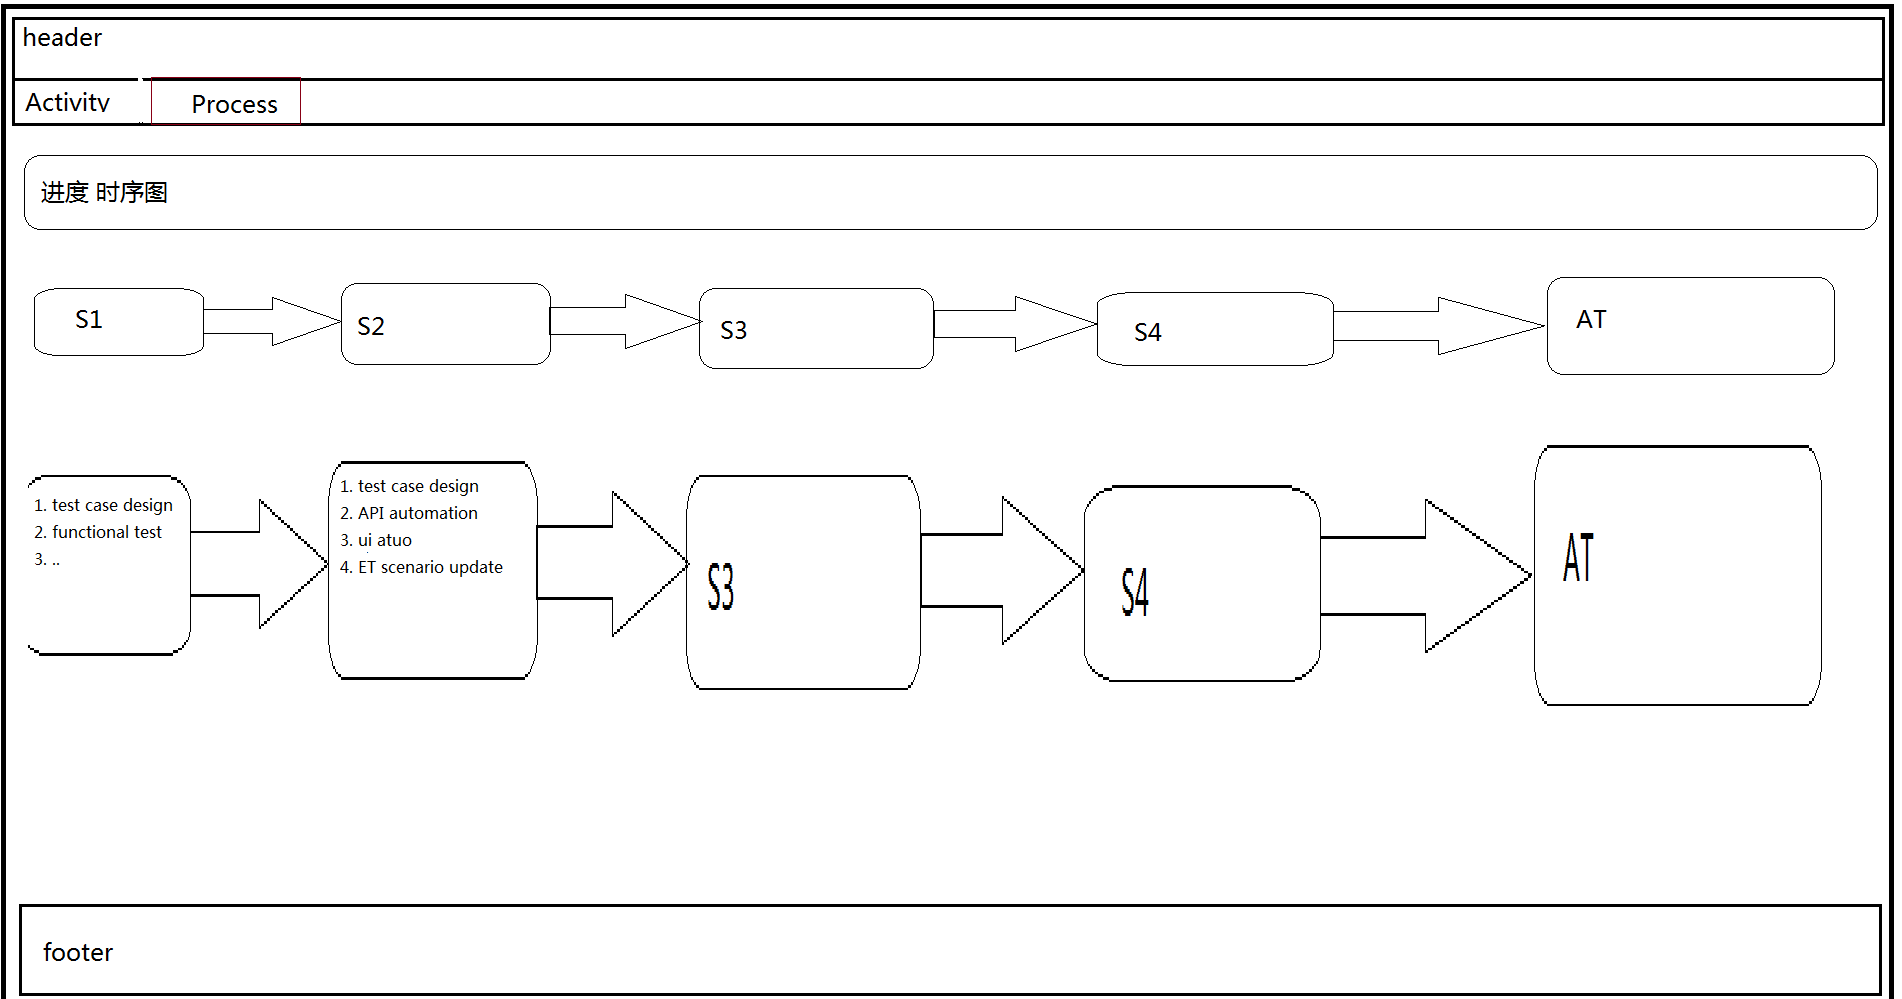 header
Activity
Process
进度 时序图
S1
S2
S3
S4
AT
1. test case design
2. functional test
3. ..
1. test case design
2. API automation
3. ui atuo
4. ET scenario update
S3
S4
AT
footer